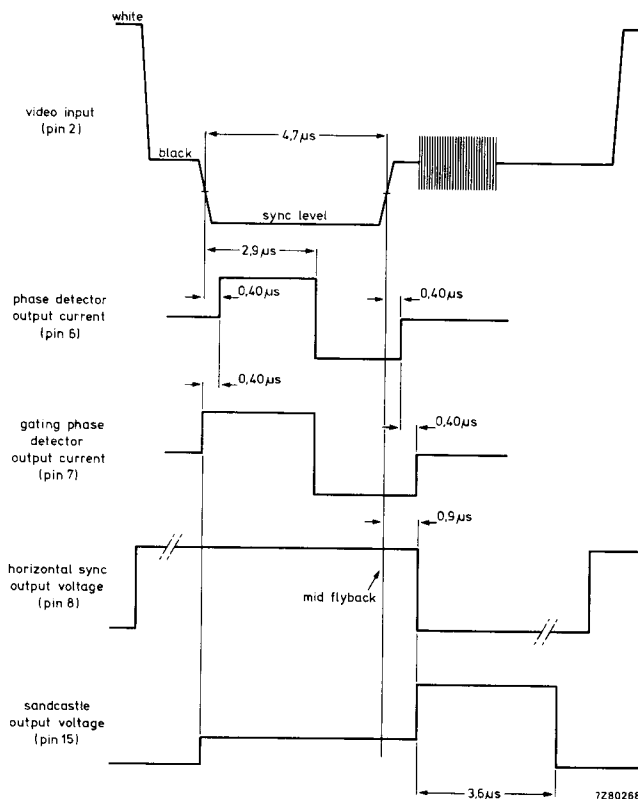 white
video input
(pin 2)
4,7μs
black
sync level
2,9μs
phase detector
output current
(pin 6)
0,40μs
0,40μs
0,40μs
gating phase
detector
output current
(pin 7)
0,40μs
0,9μs
horizontal sync
output voltage
(pin 8)
mid flyback
sandcastle
output voltage
(pin 15)
3,6μs
7Z80268